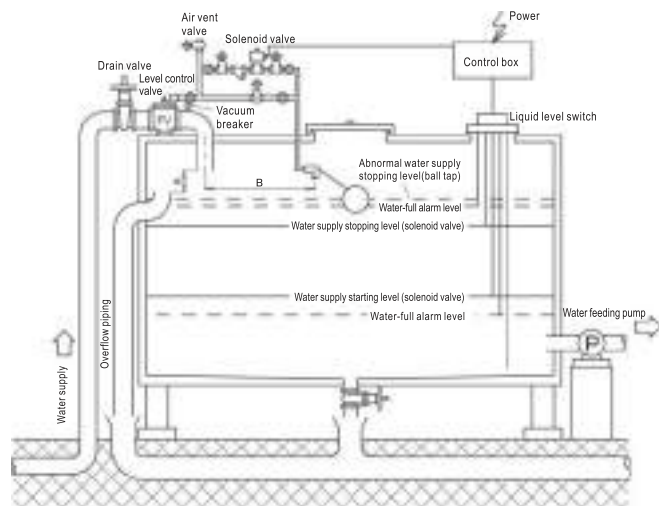 Power
Air vent
valve
Solenoid valve
Control box
Drain valve
Level control
valve
FV
Vacuum
breaker
Liquid level switch
B
Abnormal water supply
stopping level(ball tap)
Water-full alarm level
Water supply stopping level (solenoid valve)
Water supply starting level (solenoid valve)
Water-full alarm level
Water feeding pump
P
Overflow piping
Water supply